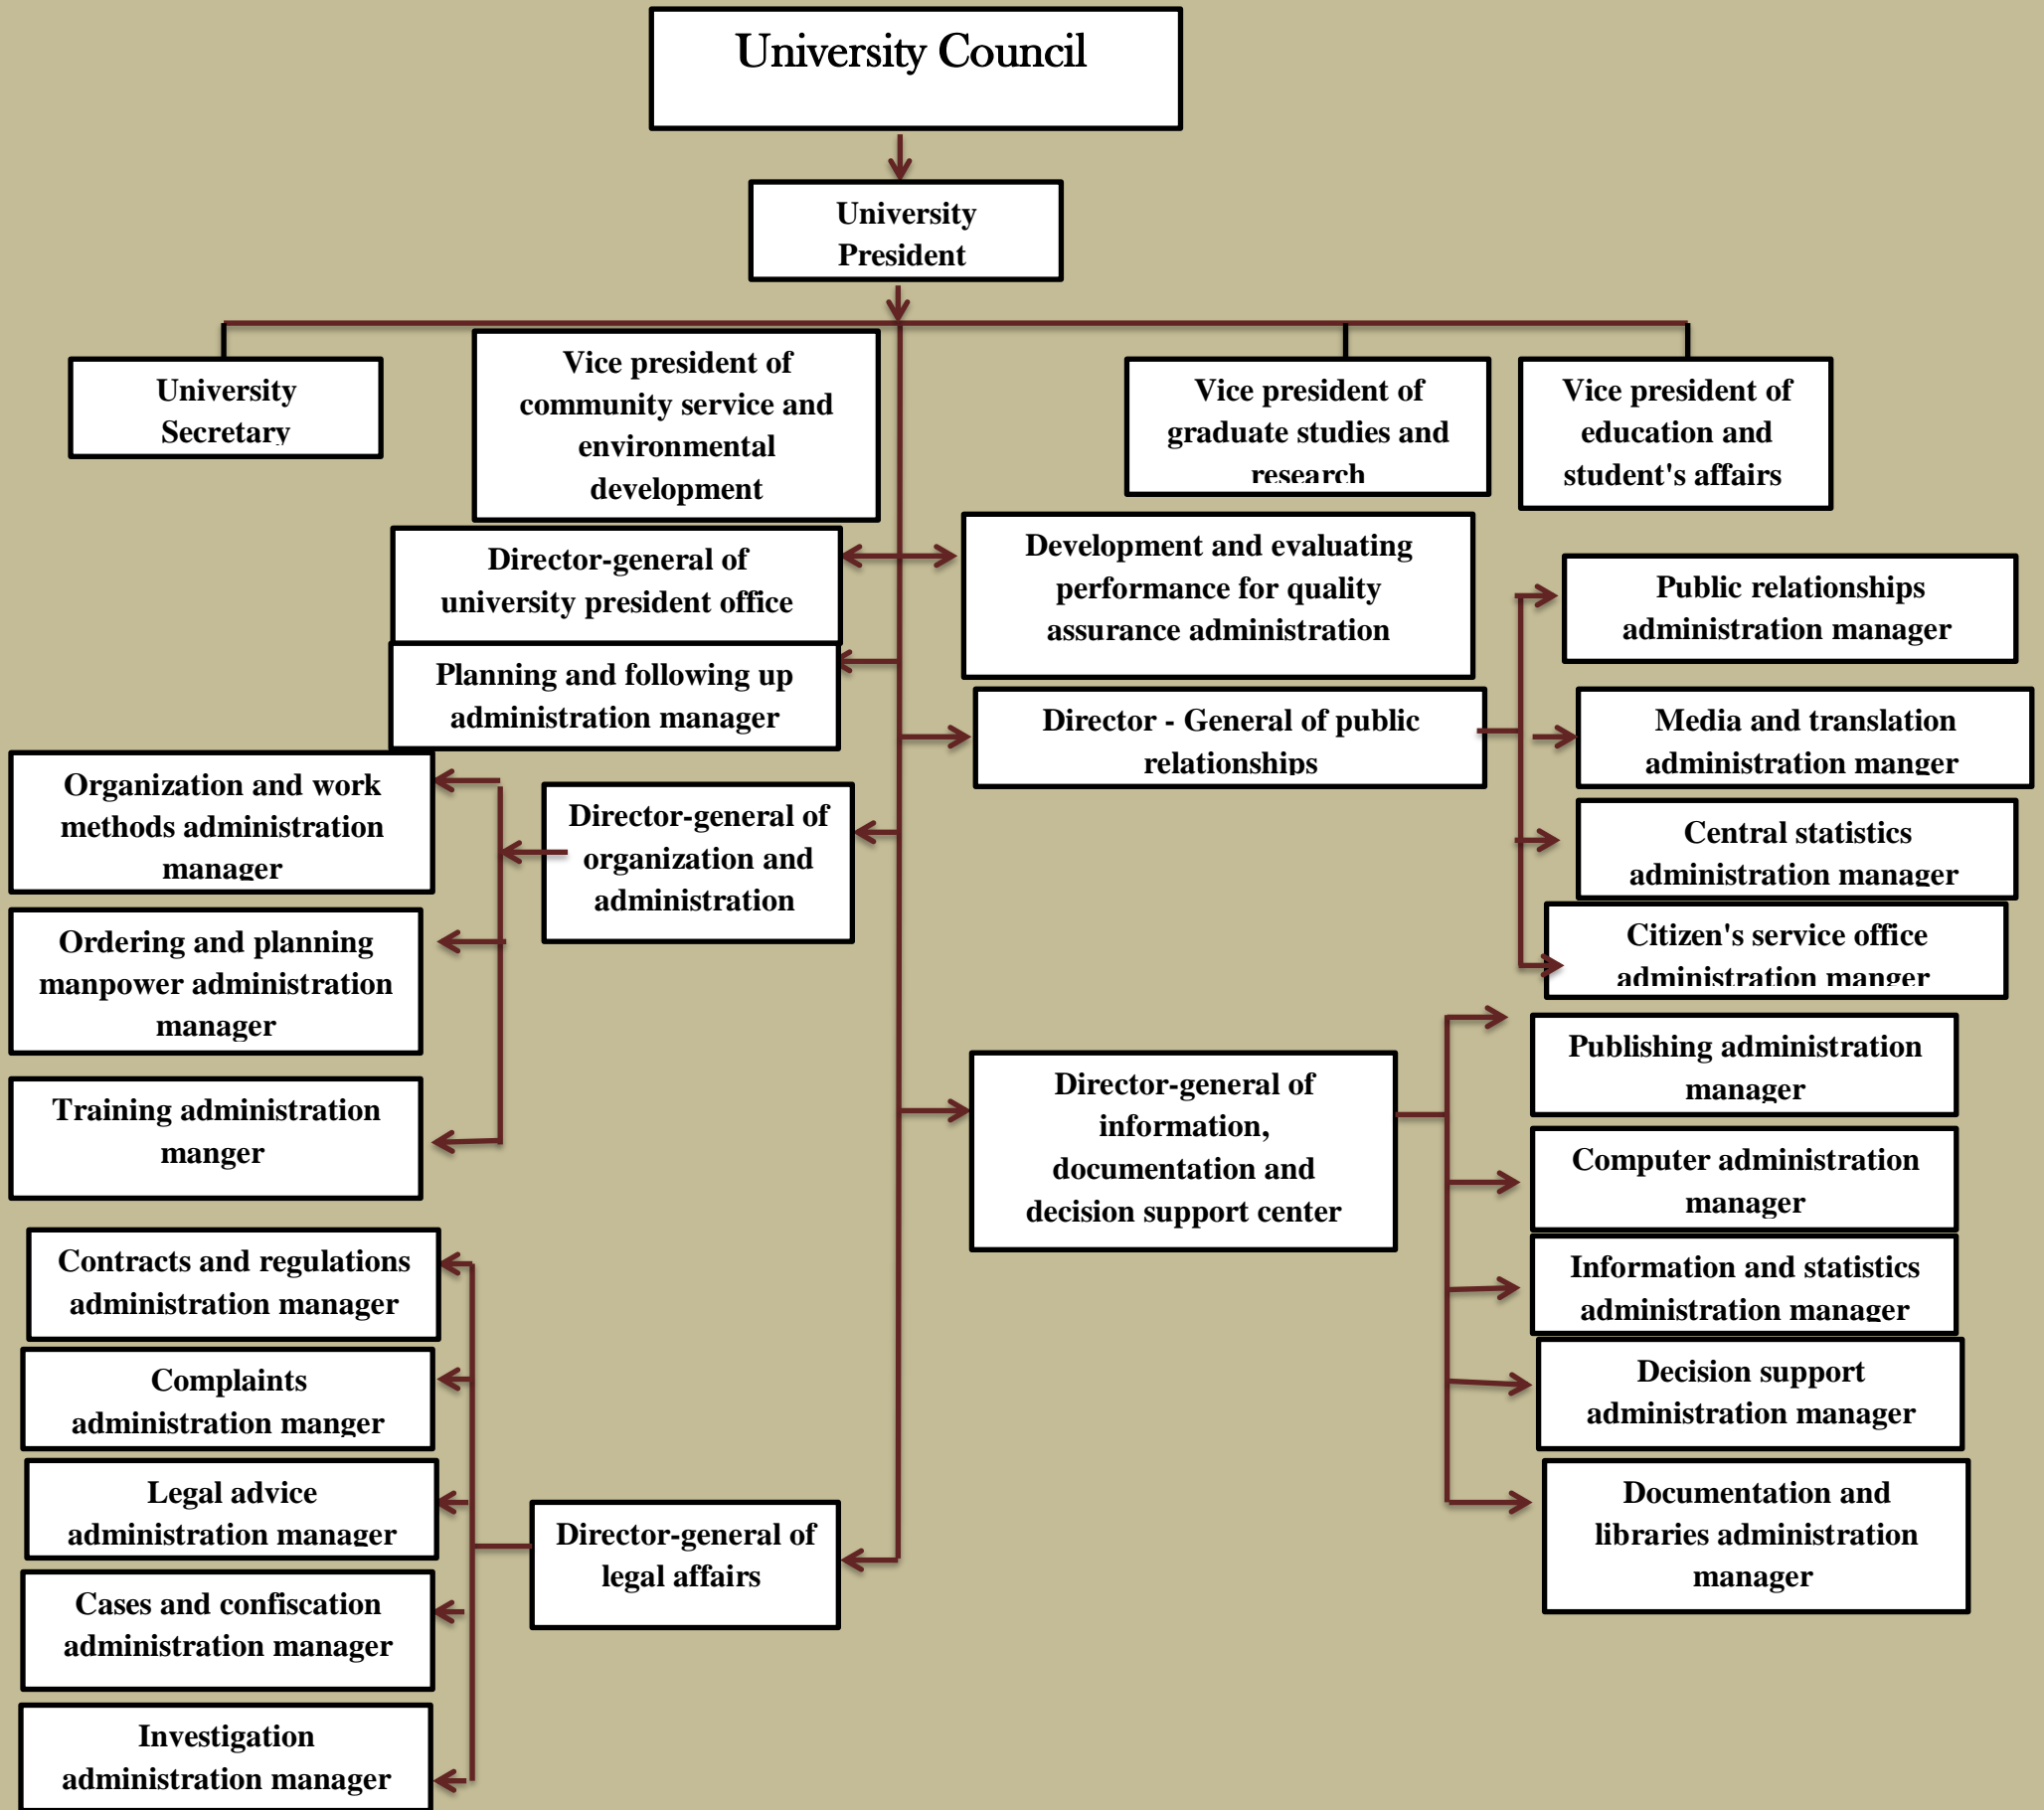 University Council
University
President
University
Secretary
Vice president of
community service and
environmental
development
Vice president of
graduate studies and
research
Vice president of
education and
student's affairs
Director-general of
university president office
Development and evaluating
performance for quality
assurance administration
Public relationships
administration manager
Planning and following up
administration manager
Director - General of public
relationships
Media and translation
administration manger
Organization and work
methods administration
manager
Director-general of
organization and
administration
Central statistics
administration manager
Ordering and planning
manpower administration
manager
Citizen's service office
administration manger
Training administration
manger
Director-general of
information,
documentation and
decision support center
Publishing administration
manager
Computer administration
manager
Information and statistics
administration manager
Decision support
administration manager
Documentation and
libraries administration
manager
Contracts and regulations
administration manager
Complaints
administration manger
Legal advice
administration manager
Director-general of
legal affairs
Cases and confiscation
administration manager
Investigation
administration manager